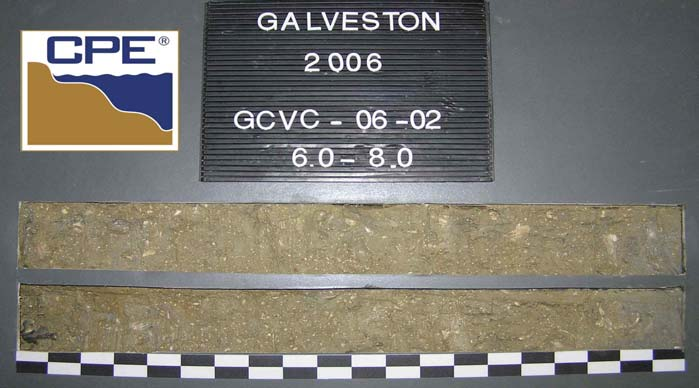 CPE®
GALVESTON
2006
GCVC - 06 - 02
6.0 - 8.0